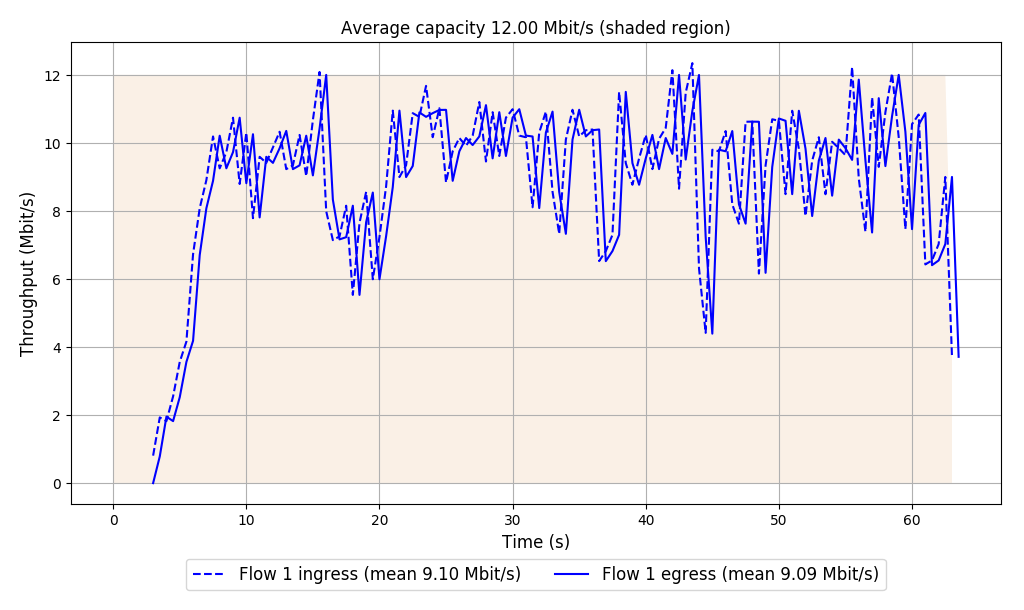 Average capacity 12.00 Mbit/s (shaded region)
12
10
8
6
4
2
0
Throughput (Mbit/s)
0 10 20 30 40 50 60
Time (s)
Flow 1 ingress (mean 9.10 Mbit/s) Flow 1 egress (mean 9.09 Mbit/s)